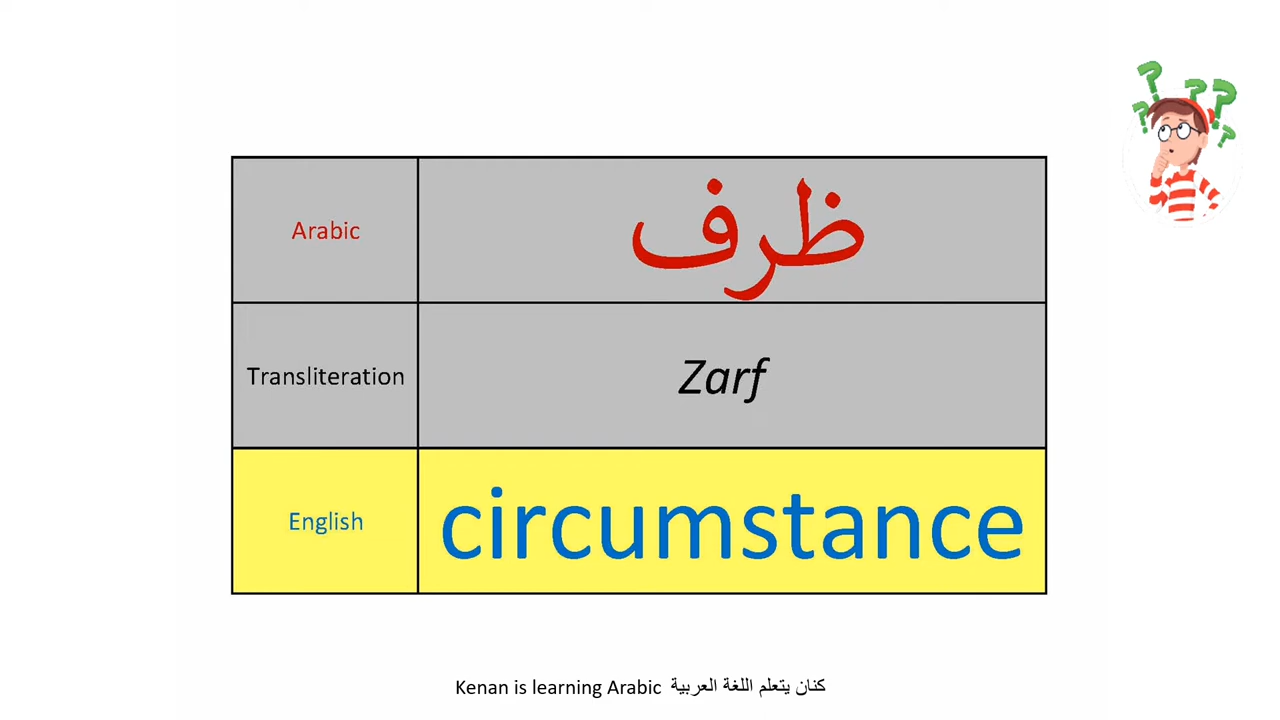 Arabic ظرف
Transliteration Zarf
English circumstance
Kenan is learning Arabic كنان يتعلم اللغة العربية